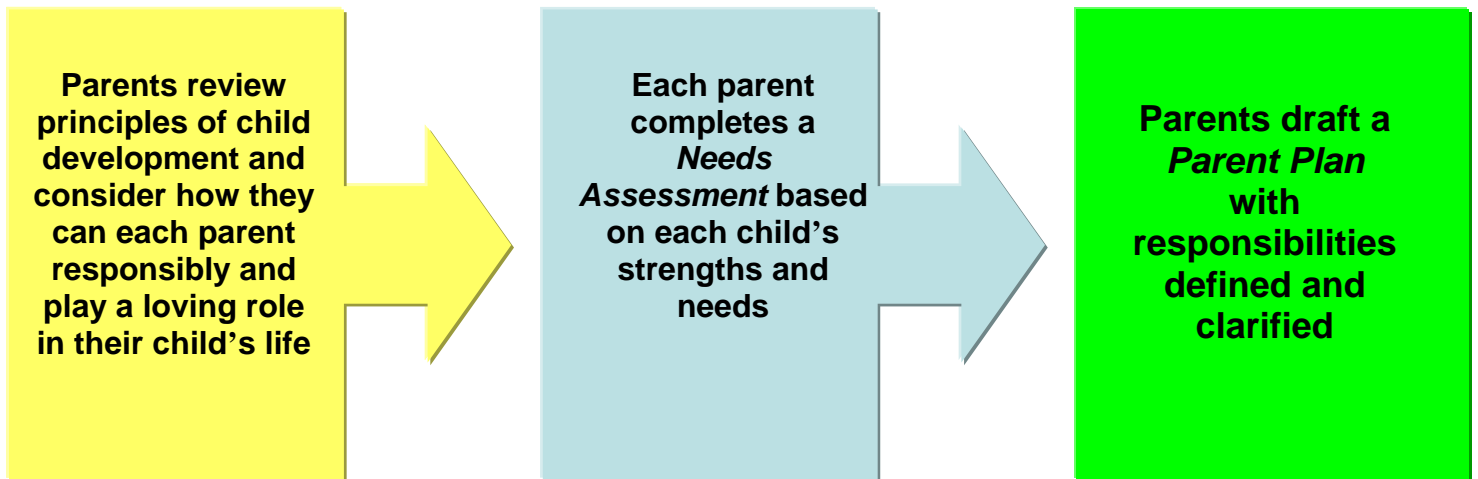 Parents review
principles of child
development and
consider how they
can each parent
responsibly and
play a loving role
in their child’s life
Each parent
completes a
Needs
Assessment based
on each child’s
strengths and
needs
Parents draft a
Parent Plan
with
responsibilities
defined and
clarified